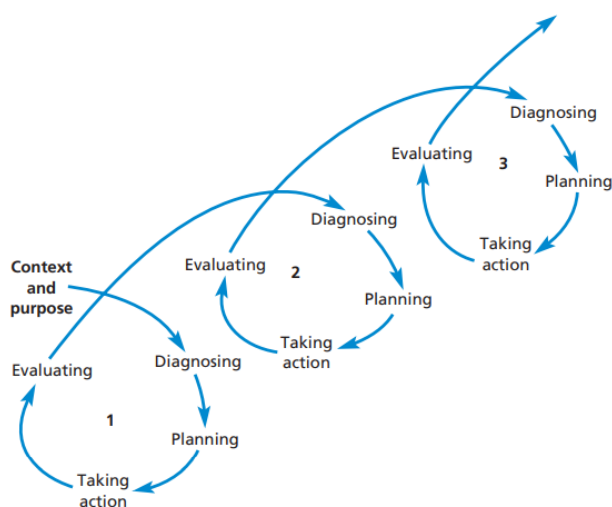 Diagnosing
Evaluating
3
Planning
Taking
action
Diagnosing
Evaluating
2
Planning
Taking
action
Context
and
purpose
Diagnosing
Evaluating
1
Planning
Taking
action